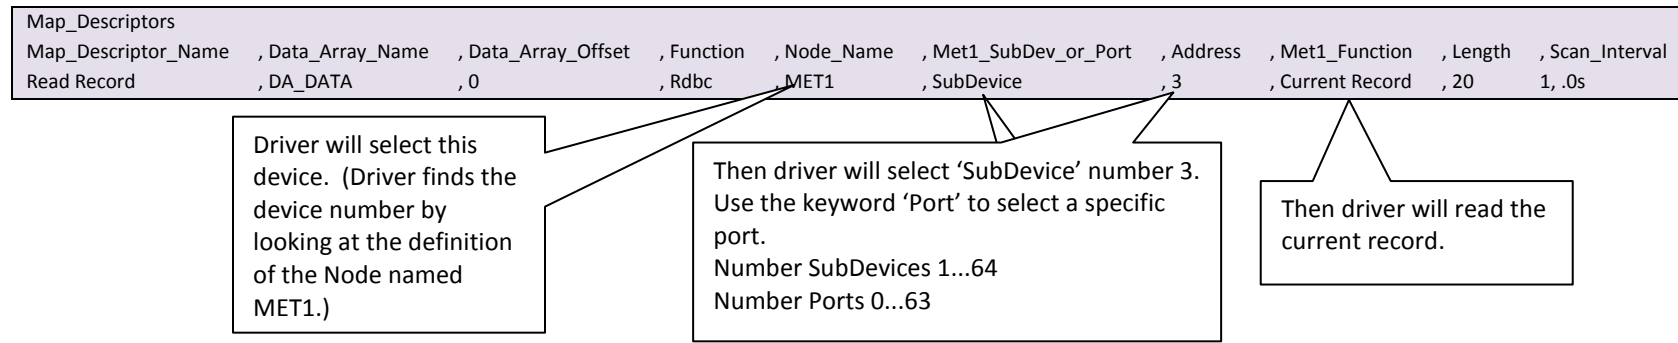 Map_Descriptors
Map_Descriptor_Name , Data_Array_Name , Data_Array_Offset , Function , Node_Name , Met1_SubDev_or_Port , Address , Met1_Function , Length , Scan_Interval
Read Record , DA_DATA , 0 , Rdbc , MET1 , SubDevice , 3 , Current Record , 20 1, .0s
Driver will select this
device. (Driver finds the
device number by
looking at the definition
of the Node named
MET1.)
Then driver will select ‘SubDevice’ number 3.
Use the keyword ‘Port’ to select a specific
port.
Number SubDevices 1...64
Number Ports 0...63
Then driver will read the
current record.